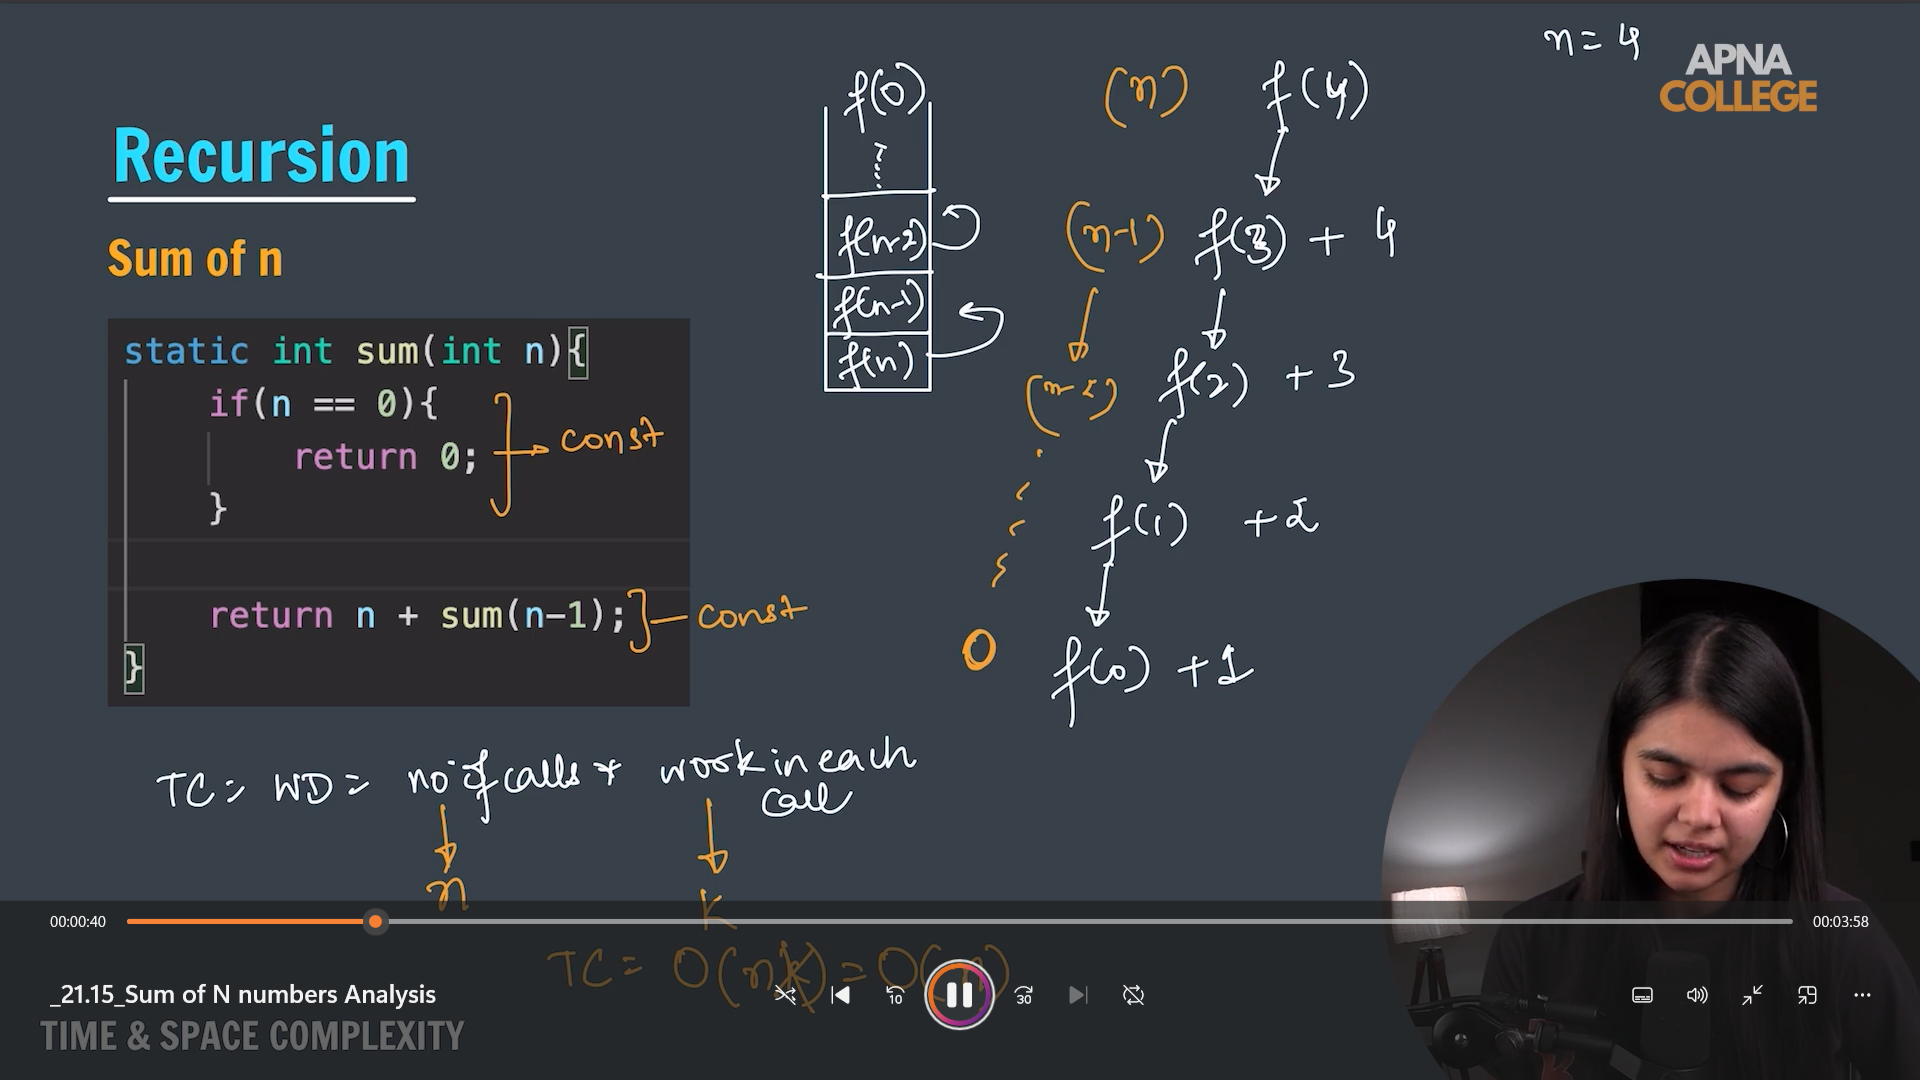 n = 4
APNA
COLLEGE
Recursion
Sum of n
static int sum(int n){
if(n == 0){
return 0;
}
return n + sum(n-1);
}
const
const
f(0)
f(n-2)
f(n-1)
f(n)
(n)
(n-1)
(n-2)
0
f(4)
f(3) + 4
f(2) + 3
f(1) + 2
f(0) + 1
TC = WD = no of calls * work in each
call
n
k
TC = O(nk) = O(n)
00:00:40
00:03:58
_21.15_Sum of N numbers Analysis
10
30
TIME & SPACE COMPLEXITY